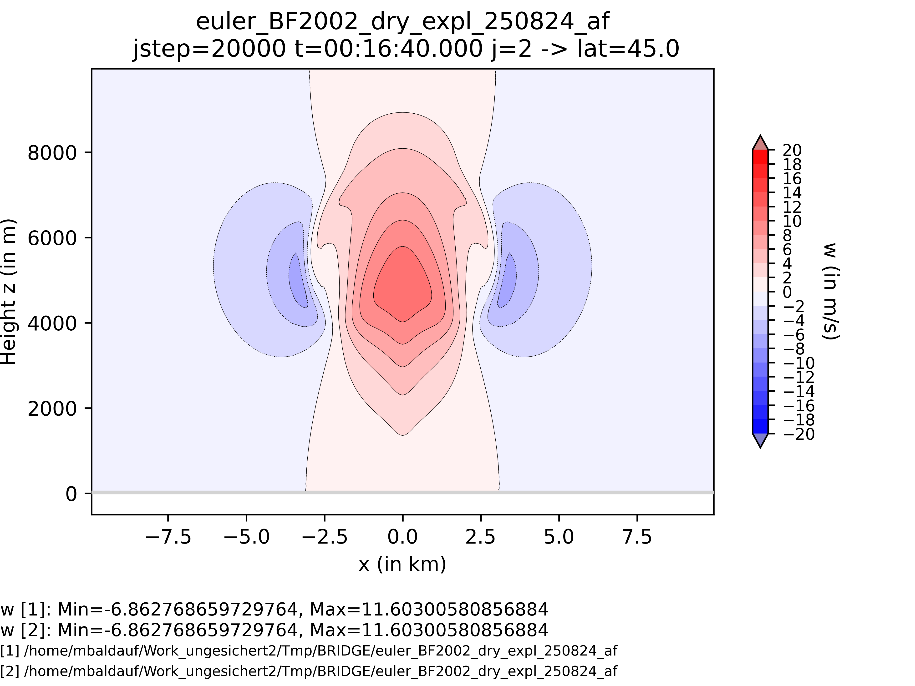 euler_BF2002_dry_expl_250824_af
jstep=20000 t=00:16:40.000 j=2 -> lat=45.0
Height z (in m)
8000
6000
4000
2000
0
−7.5 −5.0 −2.5 0.0 2.5 5.0 7.5
x (in km)
20
18
16
14
12
10
8
6
4
2
0
−2
−4
−6
−8
−10
−12
−14
−16
−18
−20
w (in m/s)
w [1]: Min=-6.862768659729764, Max=11.60300580856884
w [2]: Min=-6.862768659729764, Max=11.60300580856884
[1] /home/mbaldauf/Work_ungesichert2/Tmp/BRIDGE/euler_BF2002_dry_expl_250824_af
[2] /home/mbaldauf/Work_ungesichert2/Tmp/BRIDGE/euler_BF2002_dry_expl_250824_af